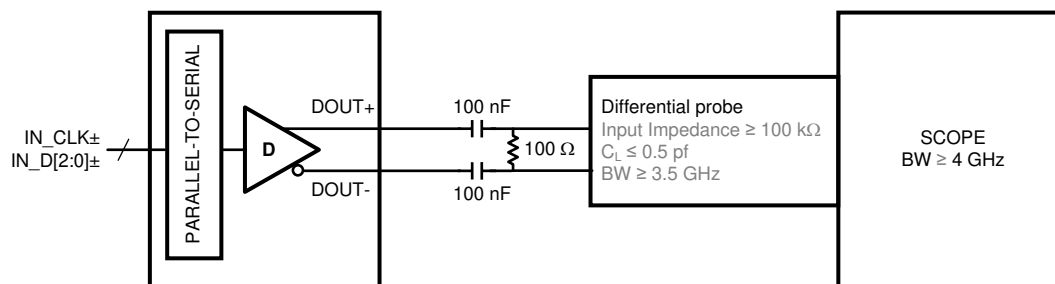 IN_CLK±
IN_D[2:0]±
PARALLEL-TO-SERIAL
D
DOUT+
DOUT-
100 nF
100 Ω
100 nF
Differential probe
Input Impedance ≥ 100 kΩ
CL ≤ 0.5 pf
BW ≥ 3.5 GHz
SCOPE
BW ≥ 4 GHz